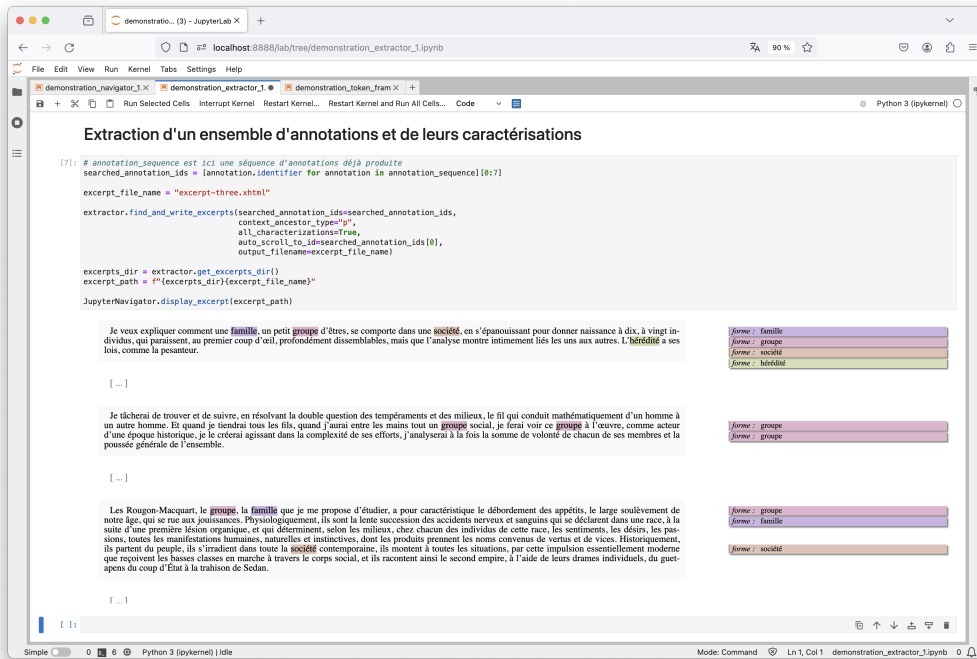 demonstratio... (3) - JupyterLab
localhost:8888/lab/tree/demonstration_extractor_1.ipynb
90 %
File Edit View Run Kernel Tabs Settings Help
demonstration_navigator_1. demonstration_extractor_1. demonstration_token_fram
Run Selected Cells Interrupt Kernel Restart Kernel... Restart Kernel and Run All Cells... Code Python 3 (ipykernel)
Extraction d'un ensemble d'annotations et de leurs caractérisations
[7]: # annotation_sequence est ici une séquence d'annotations déjà produite
searched_annotation_ids = [annotation.identifier for annotation in annotation_sequence][0:7]
excerpt_file_name = "excerpt-three.xhtml"
extractor.find_and_write_excerpts(searched_annotation_ids=searched_annotation_ids,
context_ancestor_type="p",
all_characterizations=True,
auto_scroll_to_id=searched_annotation_ids[0],
output_filename=excerpt_file_name)
excerpts_dir = extractor.get_excerpts_dir()
excerpt_path = f"{excerpts_dir}{excerpt_file_name}"
JupyterNavigator.display_excerpt(excerpt_path)
Je veux expliquer comment une famille, un petit groupe d'êtres, se comporte dans une société, en s'épanouissant pour donner naissance à dix, à vingt in-
dividus, qui paraissent, au premier coup d'œil, profondément dissemblables, mais que l'analyse montre intimement liés les uns aux autres. L'hérédité a ses
lois, comme la pesanteur.
forme : famille
forme : groupe
forme : société
forme : hérédité
[ ... ]
Je tâcherai de trouver et de suivre, en résolvant la double question des tempéraments et des milieux, le fil qui conduit mathématiquement d'un homme à
un autre homme. Et quand je tiendrai tous les fils, quand j'aurai entre les mains tout un groupe social, je ferai voir ce groupe à l'œuvre, comme acteur
d'une époque historique, je le créerai agissant dans la complexité de ses efforts, j'analyserai à la fois la somme de volonté de chacun de ses membres et la
poussée générale de l'ensemble.
forme : groupe
forme : groupe
[ ... ]
Les Rougon-Macquart, le groupe, la famille que je me propose d'étudier, a pour caractéristique le débordement des appétits, le large soulèvement de
notre âge, qui se rue aux jouissances. Physiologiquement, ils sont la lente succession des accidents nerveux et sanguins qui se déclarent dans une race, à la
suite d'une première lésion organique, et qui déterminent, selon les milieux, chez chacun des individus de cette race, les sentiments, les désirs, les pas-
sions, toutes les manifestations humaines, naturelles et instinctives, dont les produits prennent les noms convenus de vertus et de vices. Historiquement,
ils partent du peuple, ils s'irradient dans toute la société contemporaine, ils montent à toutes les situations, par cette impulsion essentiellement moderne
que reçoivent les basses classes en marche à travers le corps social, et ils racontent ainsi le second empire, à l'aide de leurs drames individuels, du guet-
apens du coup d'État à la trahison de Sedan.
forme : groupe
forme : famille
forme : société
[ ... ]
[ ]:
Simple 0 6 Python 3 (ipykernel) | Idle Mode: Command Ln 1, Col 1 demonstration_extractor_1.ipynb 0